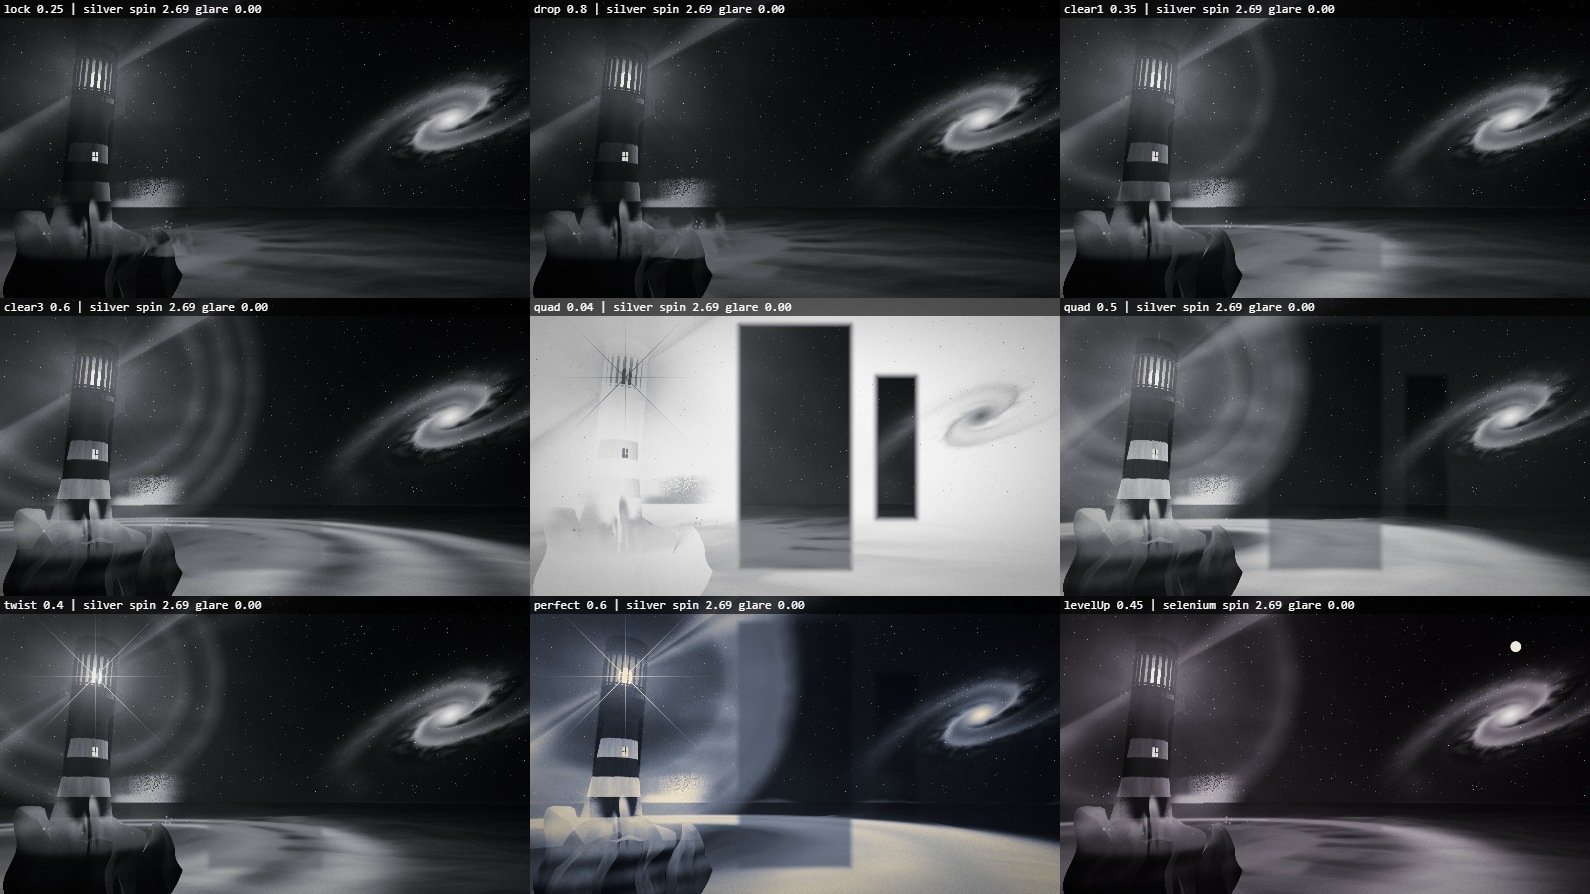 lock 0.25 | silver spin 2.69 glare 0.00
drop 0.8 | silver spin 2.69 glare 0.00
clear1 0.35 | silver spin 2.69 glare 0.00
clear3 0.6 | silver spin 2.69 glare 0.00
quad 0.04 | silver spin 2.69 glare 0.00
quad 0.5 | silver spin 2.69 glare 0.00
twist 0.4 | silver spin 2.69 glare 0.00
perfect 0.6 | silver spin 2.69 glare 0.00
levelUp 0.45 | selenium spin 2.69 glare 0.00